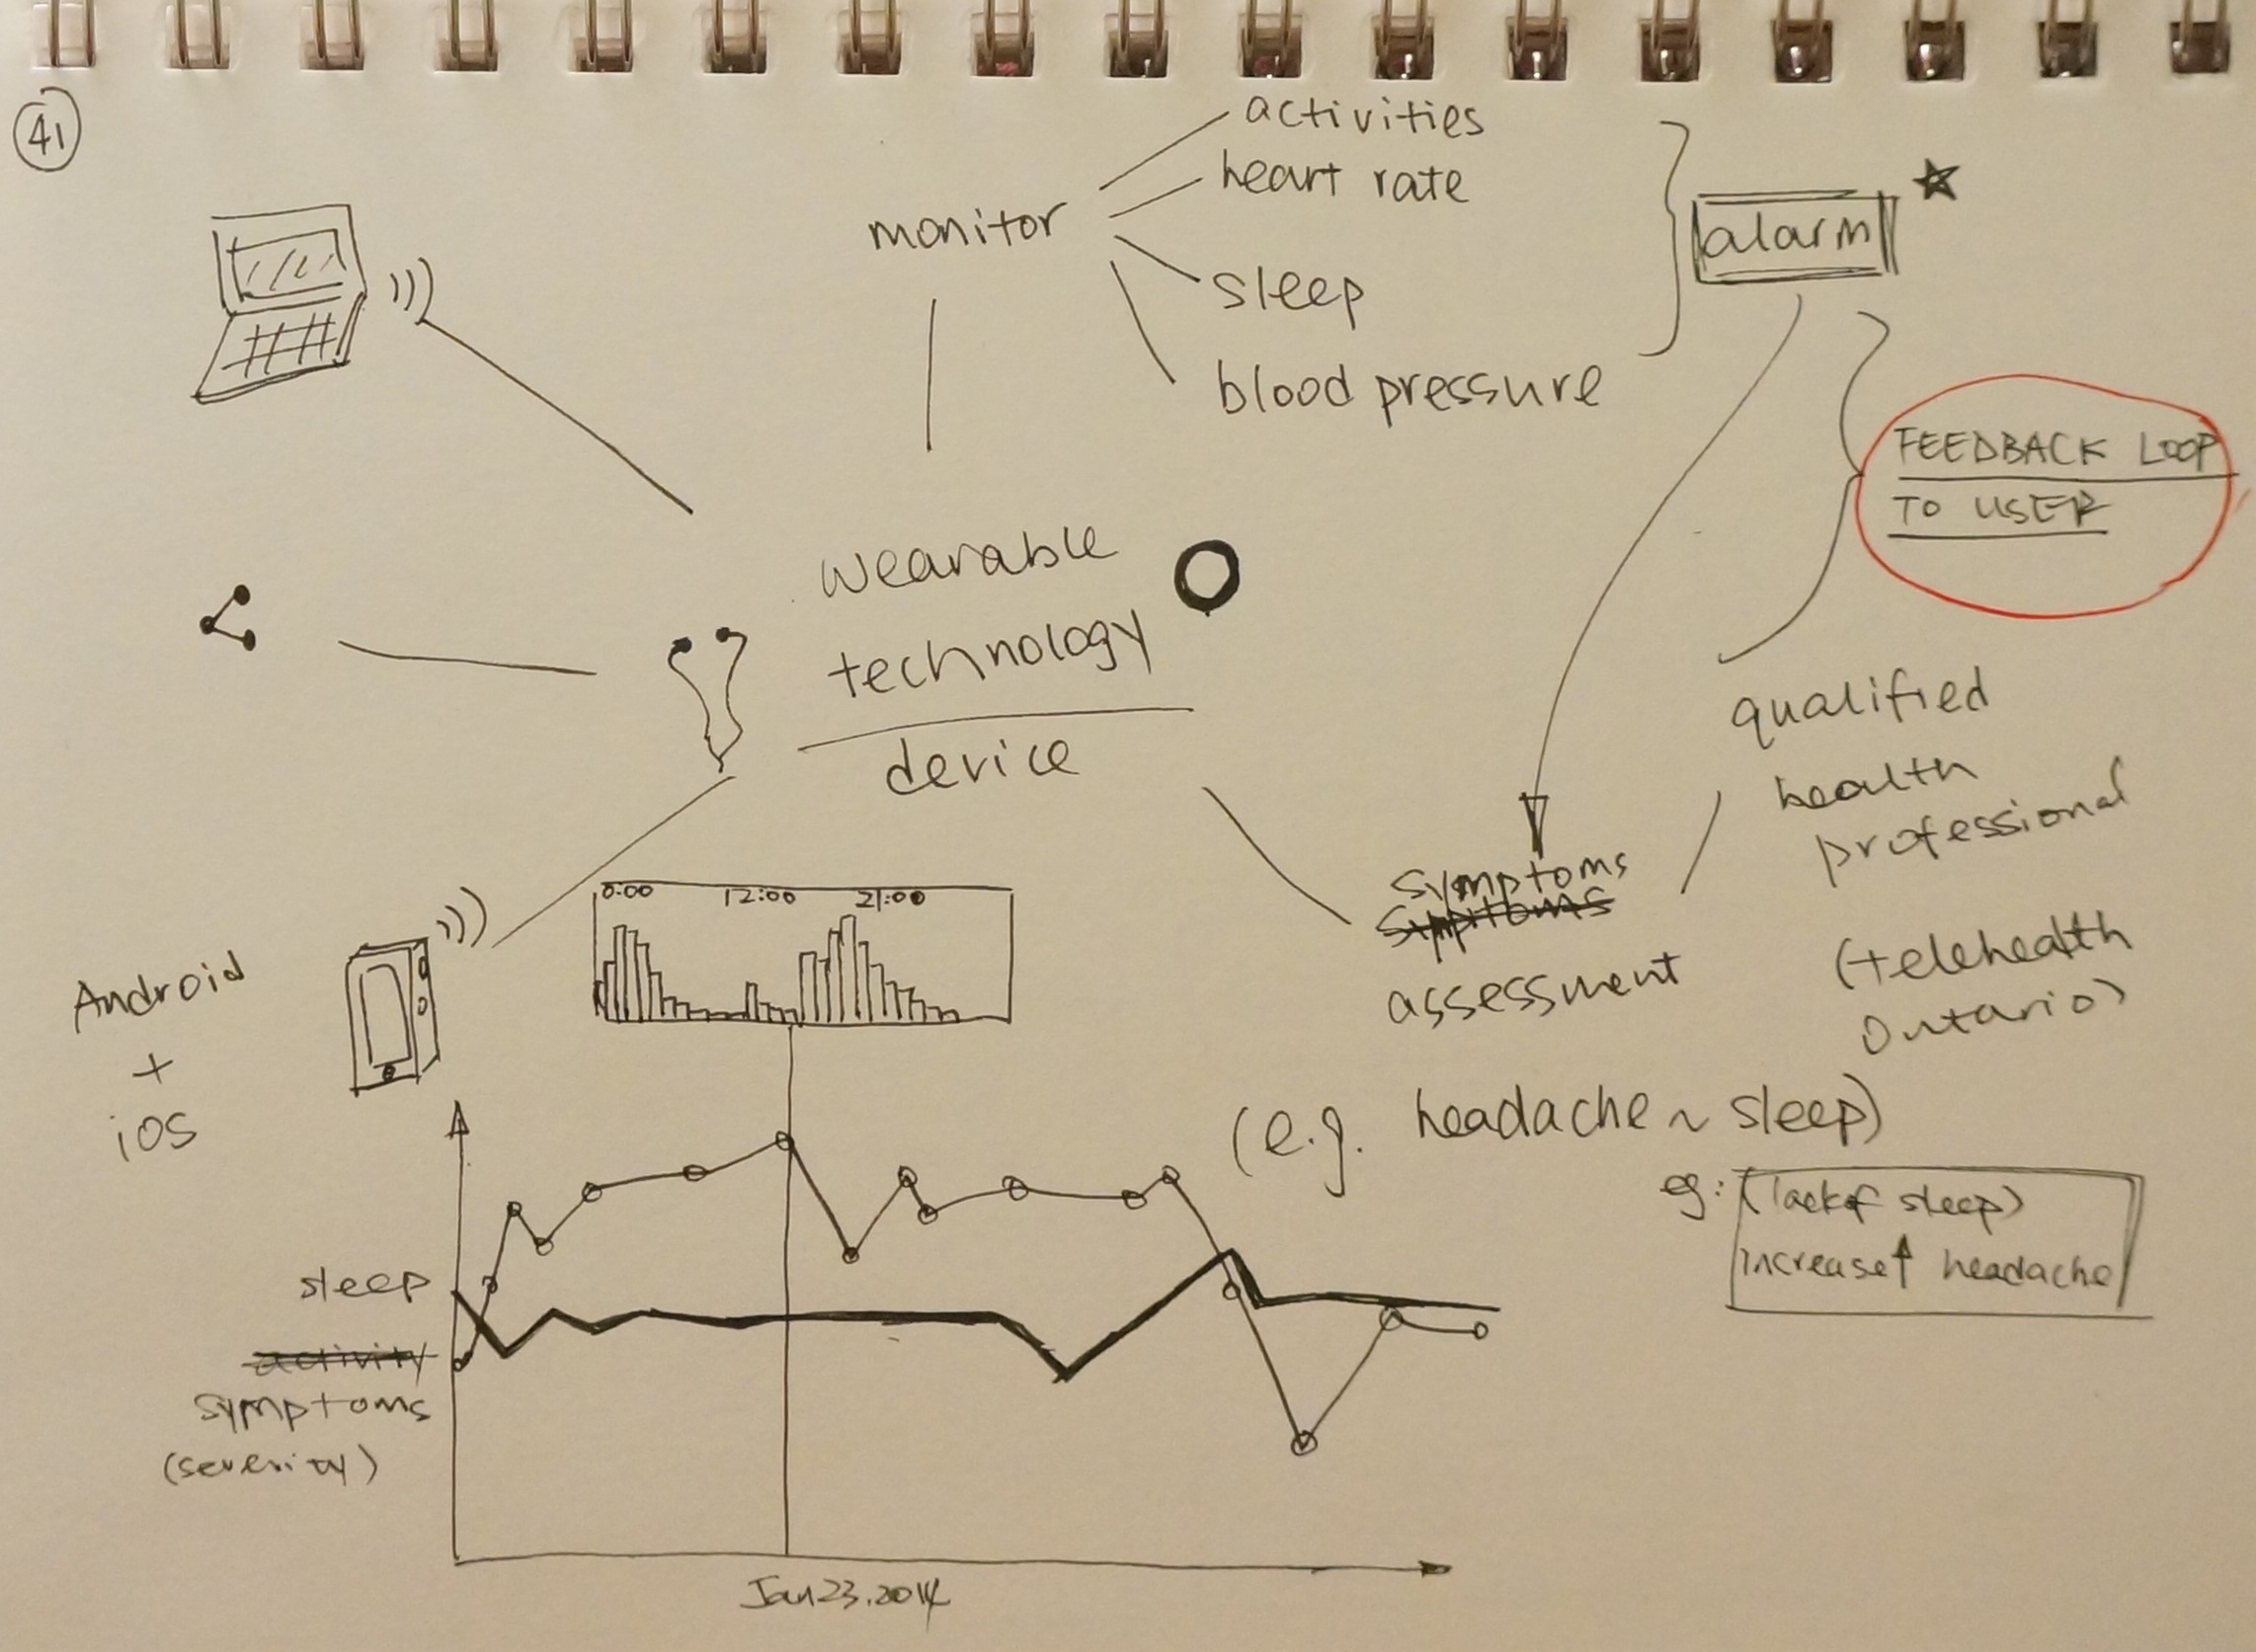 41
activities
heart rate
monitor
sleep
blood pressure
alarm
FEEDBACK LOOP
TO USER
wearable
technology
device
qualified
health
professional
(telehealth
Ontario)
symptoms
symptoms
assessment
0:00 12:00 21:00
Android
+
iOS
(e.g. headache ~ sleep)
eg: (lack of sleep)
increase↑ headache
sleep
activity
symptoms
(severity)
Jan 23. 2014